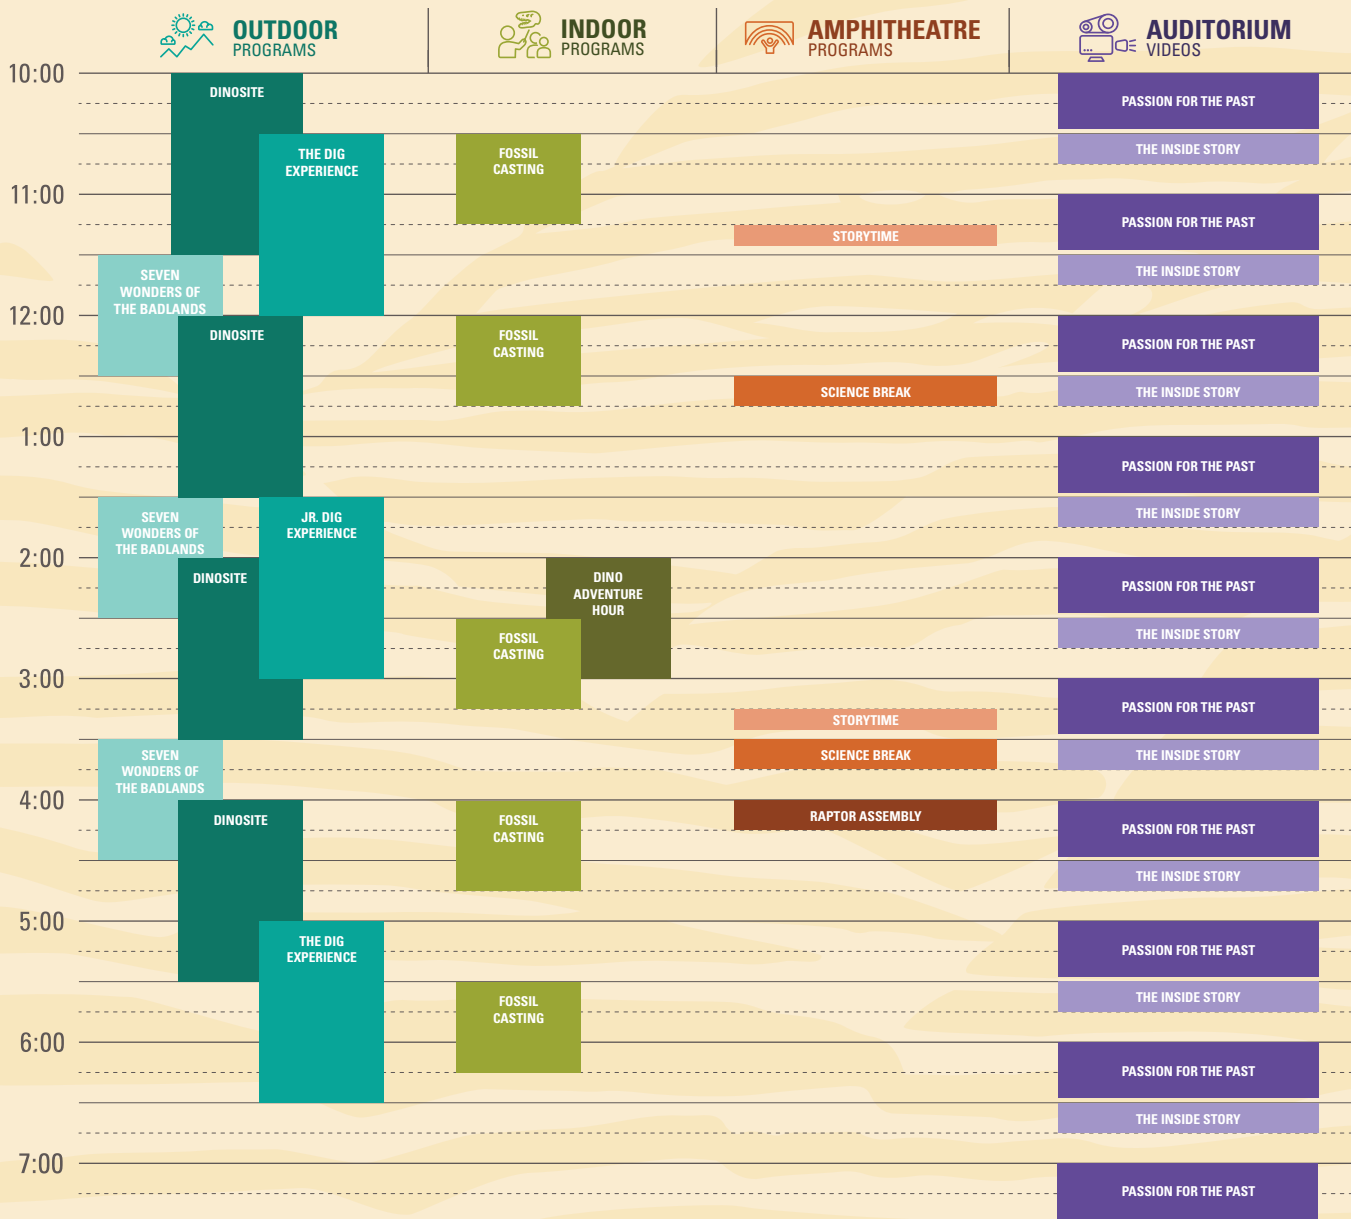 OUTDOOR
PROGRAMS
INDOOR
PROGRAMS
AMPHITHEATRE
PROGRAMS
AUDITORIUM
VIDEOS
10:00
DINOSITE
PASSION FOR THE PAST
THE DIG
EXPERIENCE
FOSSIL
CASTING
THE INSIDE STORY
11:00
PASSION FOR THE PAST
STORYTIME
SEVEN
WONDERS OF
THE BADLANDS
THE INSIDE STORY
12:00
DINOSITE
FOSSIL
CASTING
PASSION FOR THE PAST
SCIENCE BREAK
THE INSIDE STORY
1:00
PASSION FOR THE PAST
SEVEN
WONDERS OF
THE BADLANDS
JR. DIG
EXPERIENCE
THE INSIDE STORY
2:00
DINOSITE
DINO
ADVENTURE
HOUR
PASSION FOR THE PAST
FOSSIL
CASTING
THE INSIDE STORY
3:00
PASSION FOR THE PAST
STORYTIME
SEVEN
WONDERS OF
THE BADLANDS
SCIENCE BREAK
THE INSIDE STORY
4:00
DINOSITE
FOSSIL
CASTING
RAPTOR ASSEMBLY
PASSION FOR THE PAST
THE INSIDE STORY
5:00
THE DIG
EXPERIENCE
PASSION FOR THE PAST
FOSSIL
CASTING
THE INSIDE STORY
6:00
PASSION FOR THE PAST
THE INSIDE STORY
7:00
PASSION FOR THE PAST